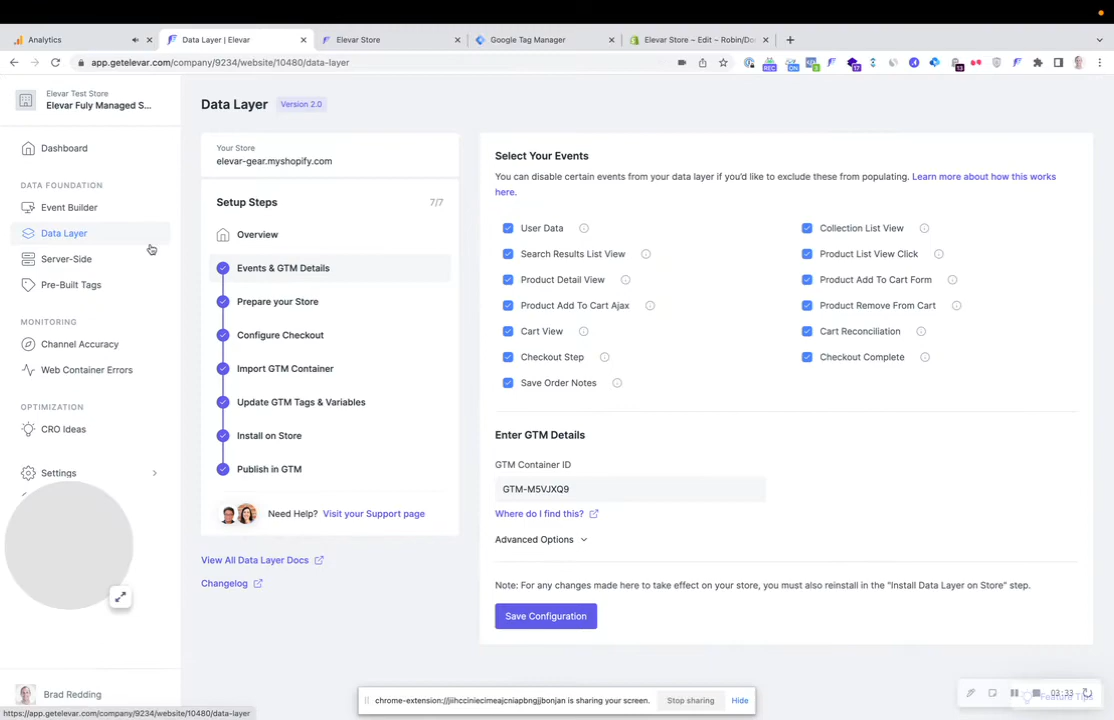 Analytics
Data Layer | Elevar
Elevar Store
Google Tag Manager
Elevar Store ~ Edit ~ Robin/Do
app.getelevar.com/company/9234/website/10480/data-layer
Elevar Test Store
Elevar Fuly Managed S...
Dashboard
DATA FOUNDATION
Event Builder
Data Layer
Server-Side
Pre-Built Tags
MONITORING
Channel Accuracy
Web Container Errors
OPTIMIZATION
CRO Ideas
Settings
Brad Redding
https://app.getelevar.com/company/9234/website/10480/data-layer
Data Layer
Version 2.0
Your Store
elevar-gear.myshopify.com
Setup Steps
7/7
Overview
Events & GTM Details
Prepare your Store
Configure Checkout
Import GTM Container
Update GTM Tags & Variables
Install on Store
Publish in GTM
Need Help? Visit your Support page
View All Data Layer Docs
Changelog
Select Your Events
You can disable certain events from your data layer if you'd like to exclude these from populating. Learn more about how this works
here.
User Data
Collection List View
Search Results List View
Product List View Click
Product Detail View
Product Add To Cart Form
Product Add To Cart Ajax
Product Remove From Cart
Cart View
Cart Reconciliation
Checkout Step
Checkout Complete
Save Order Notes
Enter GTM Details
GTM Container ID
GTM-M5VJXQ9
Where do I find this?
Advanced Options
Note: For any changes made here to take effect on your store, you must also reinstall in the "Install Data Layer on Store" step.
Save Configuration
chrome-extension://jiihcciniecimeajcniapbngjjbonjan is sharing your screen.
Stop sharing
Hide
03:33